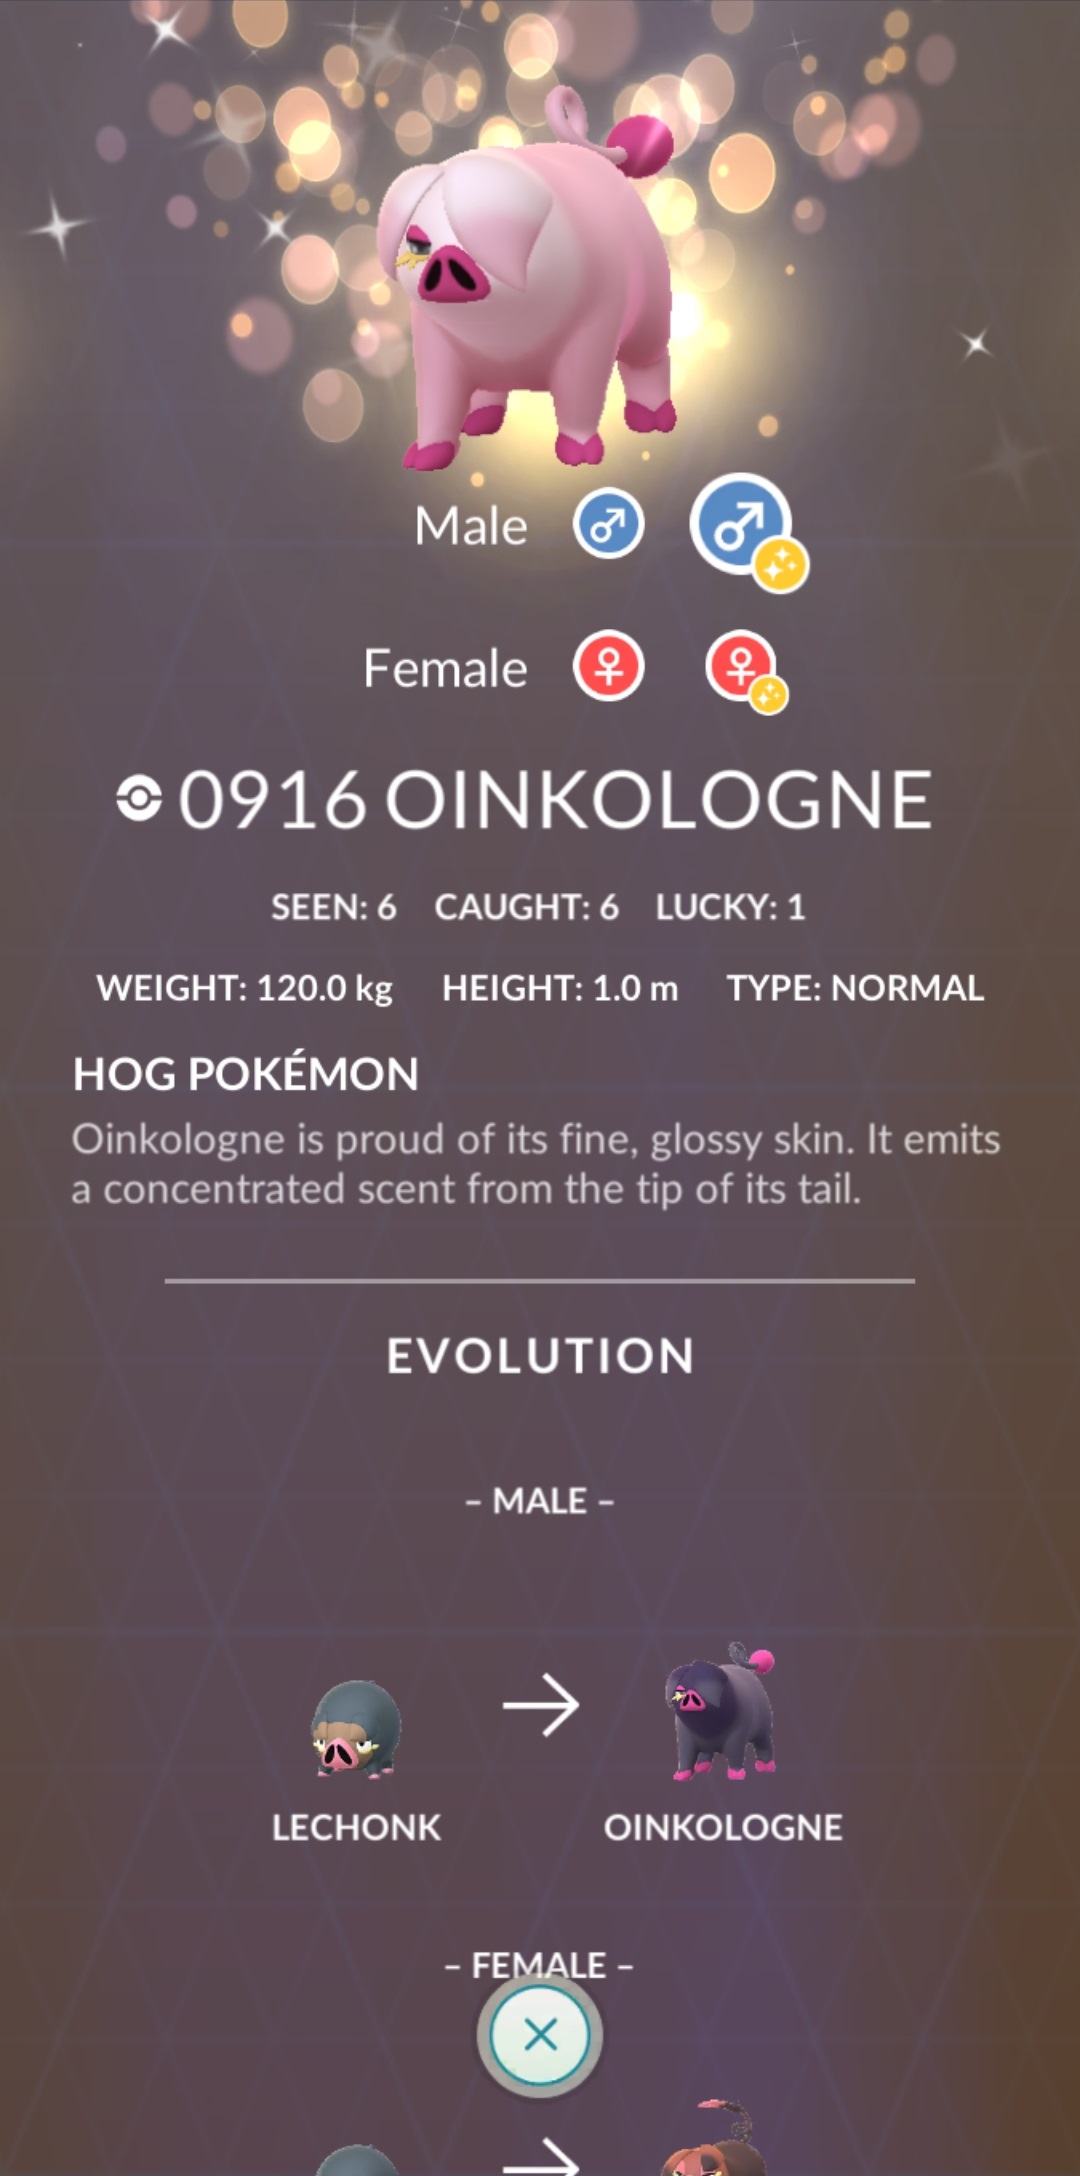 Male
Female
0916 OINKOLOGNE
SEEN: 6 CAUGHT: 6 LUCKY: 1
WEIGHT: 120.0 kg HEIGHT: 1.0 m TYPE: NORMAL
HOG POKÉMON
Oinkologne is proud of its fine, glossy skin. It emits
a concentrated scent from the tip of its tail.
EVOLUTION
– MALE –
LECHONK OINKOLOGNE
– FEMALE –